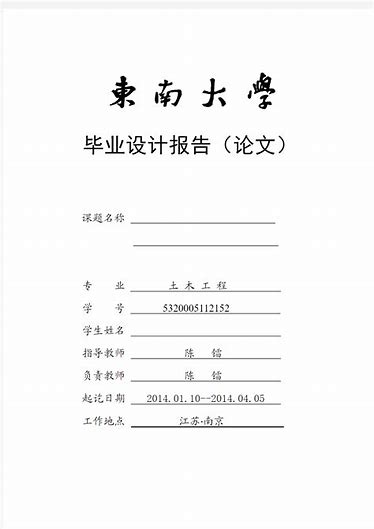 東南大學
毕业设计报告（论文）
课题名称
专 业 土木工程
学 号 5320005112152
学生姓名
指导教师 陈 镭
负责教师 陈 镭
起讫日期 2014.01.10--2014.04.05
工作地点 江苏·南京